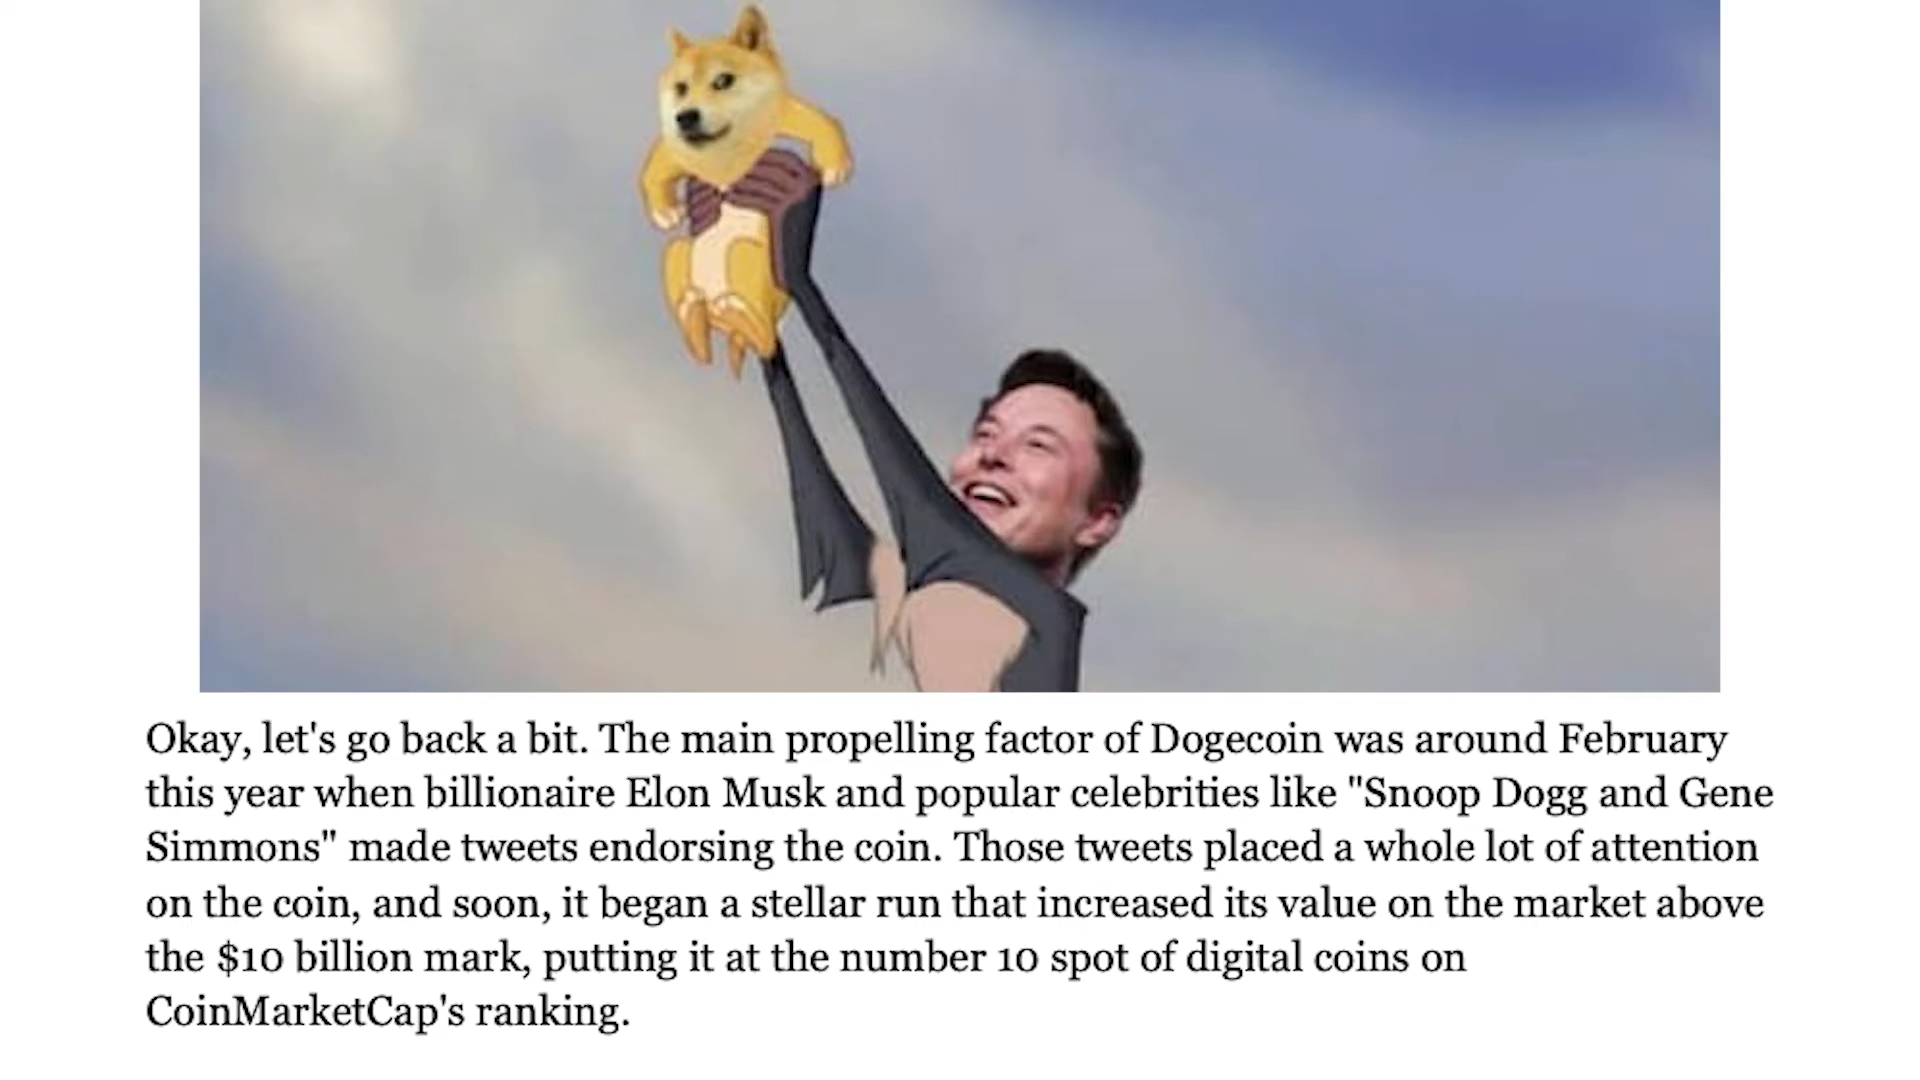 Okay, let's go back a bit. The main propelling factor of Dogecoin was around February
this year when billionaire Elon Musk and popular celebrities like "Snoop Dogg and Gene
Simmons" made tweets endorsing the coin. Those tweets placed a whole lot of attention
on the coin, and soon, it began a stellar run that increased its value on the market above
the $10 billion mark, putting it at the number 10 spot of digital coins on
CoinMarketCap's ranking.